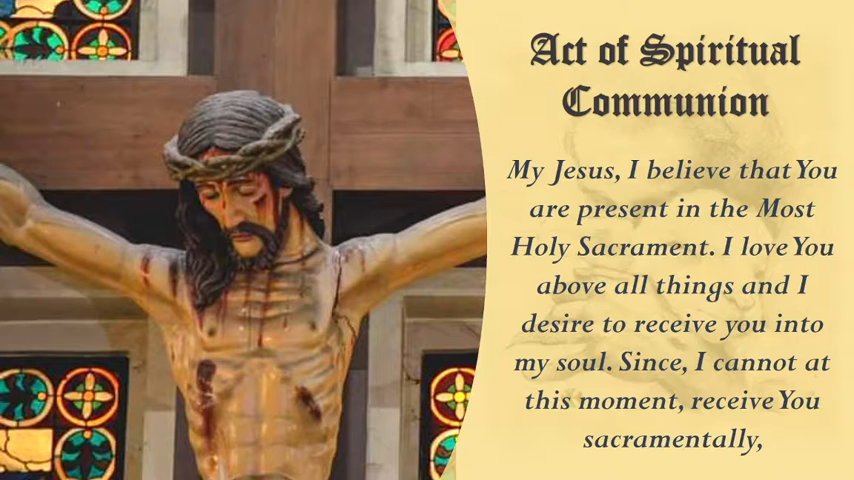 Act of Spiritual
Communion
My Jesus, I believe that You
are present in the Most
Holy Sacrament. I love You
above all things and I
desire to receive you into
my soul. Since, I cannot at
this moment, receive You
sacramentally,